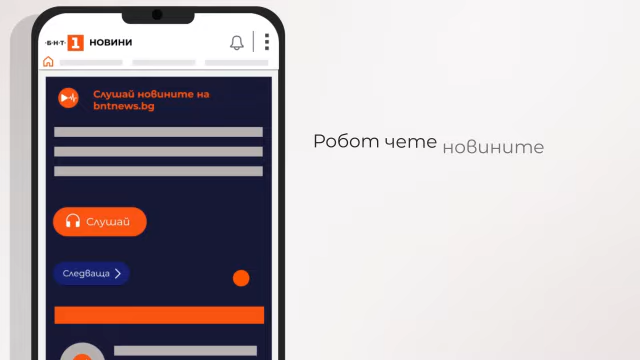 БНТ 1 НОВИНИ
Слушай новините на
bntnews.bg
Слушай
Следваща
Робот чете новините